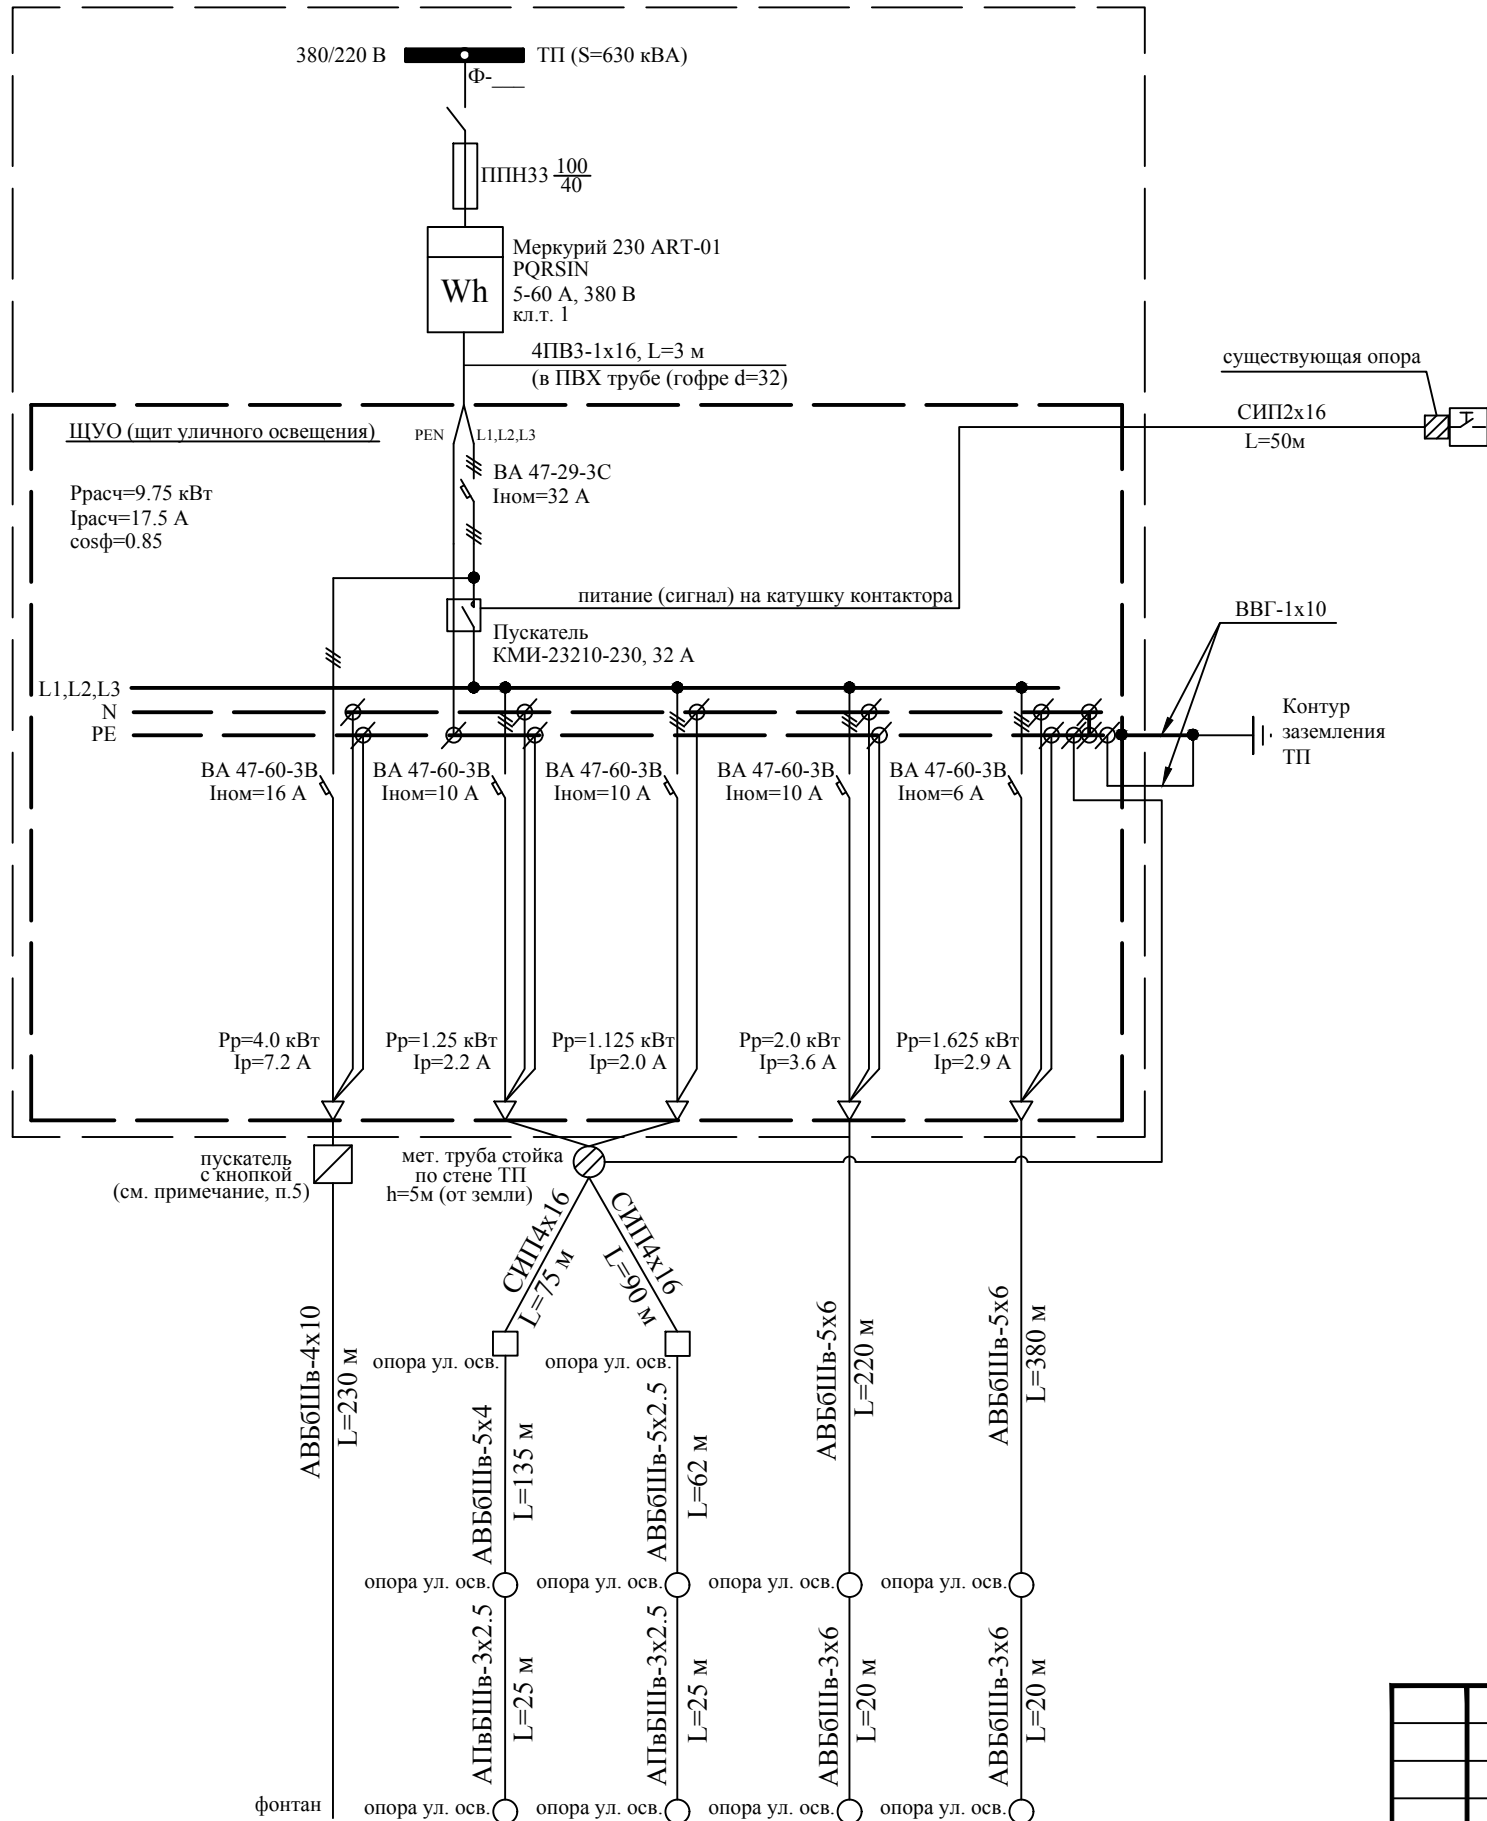 380/220 В
ТП (S=630 кВА)
Ф-___
ППН33 100/40
Меркурий 230 ART-01
PQRSIN
5-60 А, 380 В
кл.т. 1
Wh
4ПВ3-1х16, L=3 м
(в ПВХ трубе (гофре d=32)
существующая опора
СИП2х16
L=50м
ЩУО (щит уличного освещения)
PEN
L1,L2,L3
ВА 47-29-3С
Iном=32 А
Ррасч=9.75 кВт
Iрасч=17.5 А
cosф=0.85
питание (сигнал) на катушку контактора
ВВГ-1х10
Пускатель
КМИ-23210-230, 32 А
L1,L2,L3
N
PE
Контур
заземления
ТП
ВА 47-60-3В
Iном=16 А
ВА 47-60-3В
Iном=10 А
ВА 47-60-3В
Iном=10 А
ВА 47-60-3В
Iном=10 А
ВА 47-60-3В
Iном=6 А
Рр=4.0 кВт
Iр=7.2 А
Рр=1.25 кВт
Iр=2.2 А
Рр=1.125 кВт
Iр=2.0 А
Рр=2.0 кВт
Iр=3.6 А
Рр=1.625 кВт
Iр=2.9 А
пускатель
с кнопкой
(см. примечание, п.5)
мет. труба стойка
по стене ТП
h=5м (от земли)
СИП4х16
L=75 м
СИП4х16
L=90 м
опора ул. осв.
опора ул. осв.
АВБбШв-4х10
L=230 м
АВБбШв-5х4
L=135 м
АВБбШв-5х2.5
L=62 м
АВБбШв-5х6
L=220 м
АВБбШв-5х6
L=380 м
опора ул. осв.
опора ул. осв.
опора ул. осв.
опора ул. осв.
АПвБШв-3х2.5
L=25 м
АПвБШв-3х2.5
L=25 м
АВБбШв-3х6
L=20 м
АВБбШв-3х6
L=20 м
фонтан
опора ул. осв.
опора ул. осв.
опора ул. осв.
опора ул. осв.